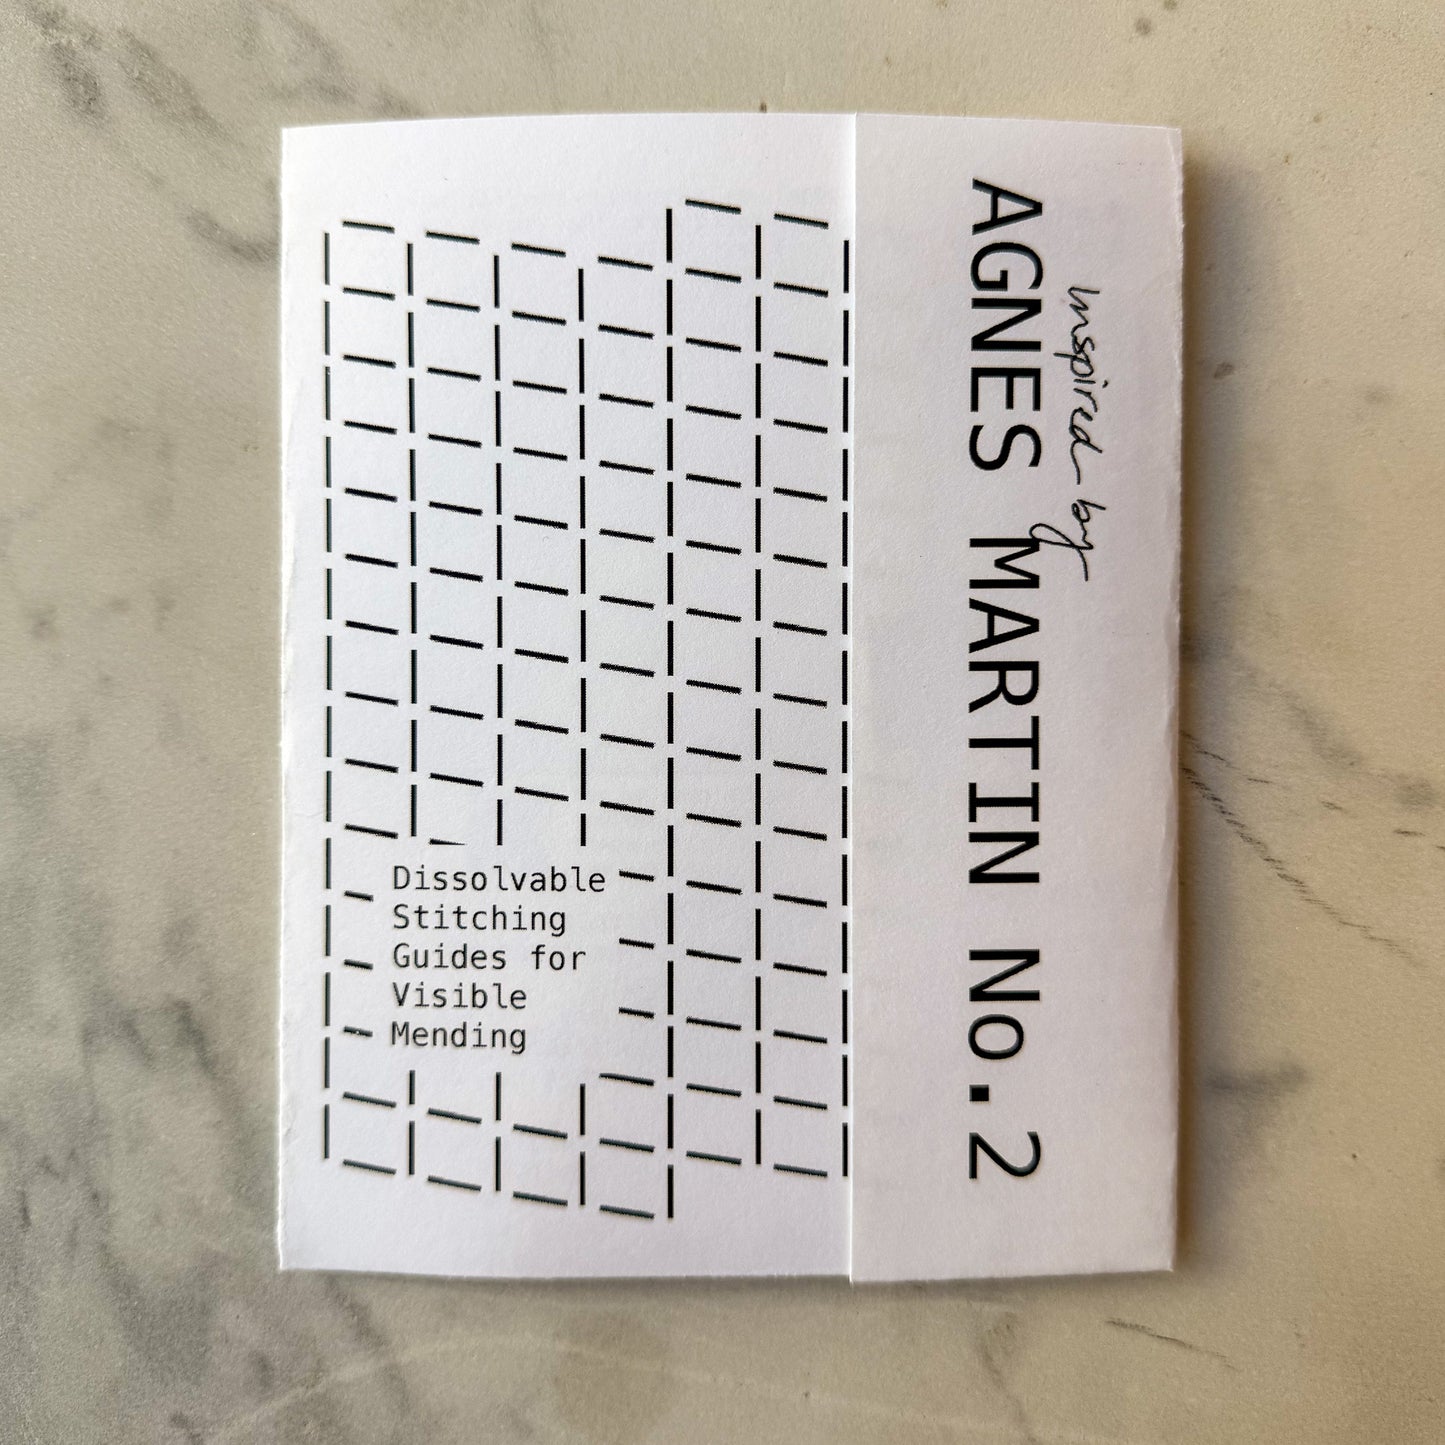 Inspired by
AGNES MARTIN No.2
Dissolvable
Stitching
Guides for
Visible
Mending